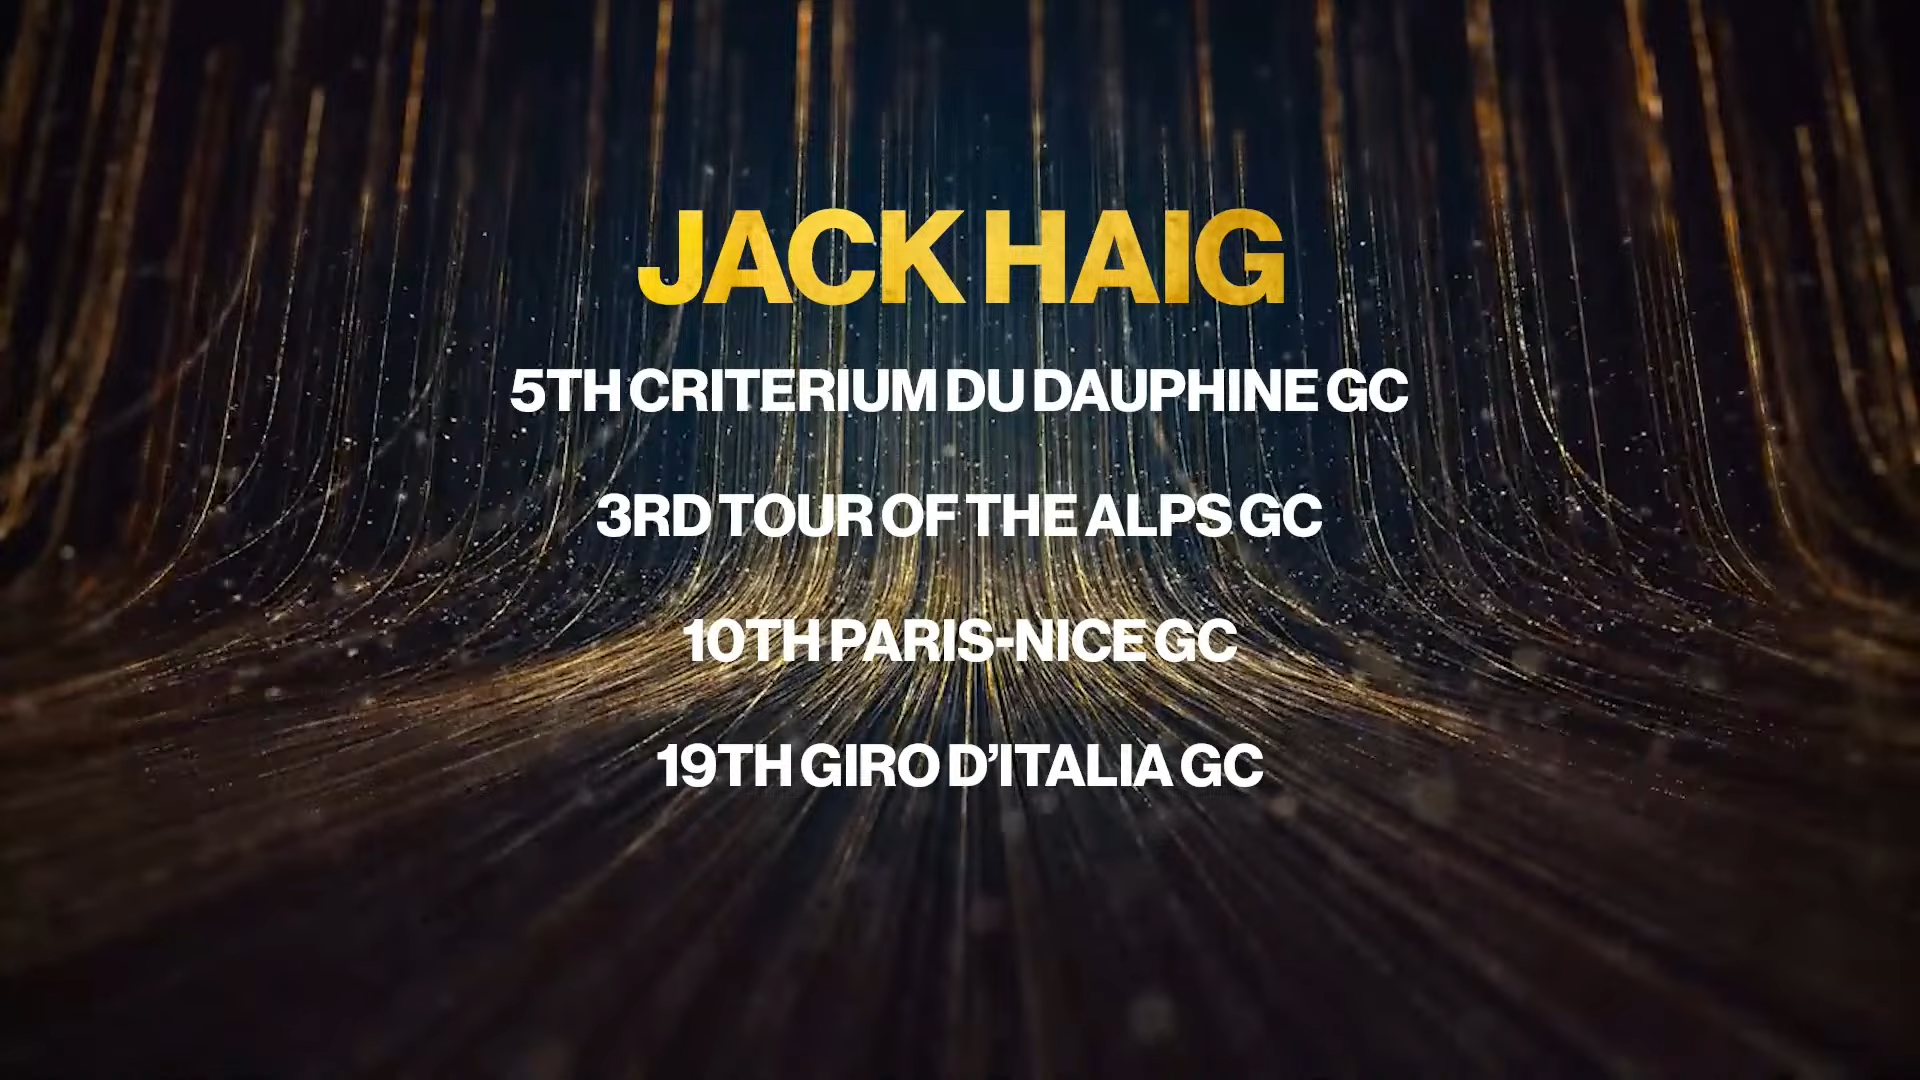 JACK HAIG
5TH CRITERIUM DU DAUPHINE GC
3RD TOUR OF THE ALPS GC
10TH PARIS-NICE GC
19TH GIRO D’ITALIA GC